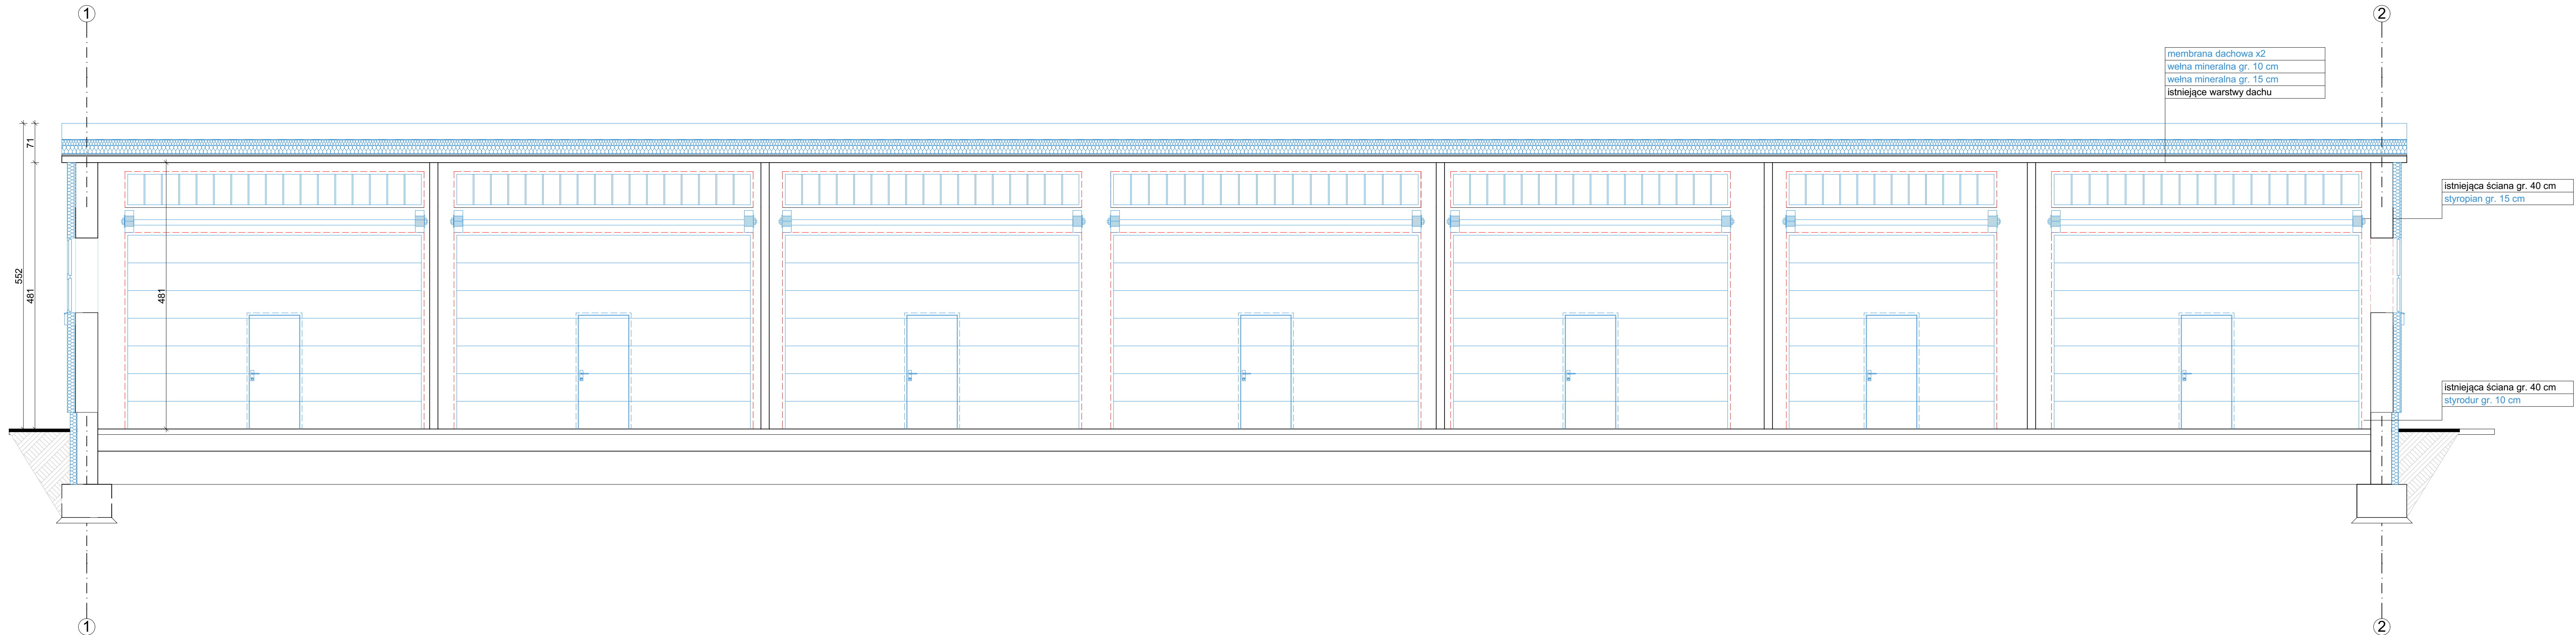 1
2
membrana dachowa x2
wełna mineralna gr. 10 cm
wełna mineralna gr. 15 cm
istniejące warstwy dachu
71
istniejąca ściana gr. 40 cm
styropian gr. 15 cm
552
481
481
istniejąca ściana gr. 40 cm
styrodur gr. 10 cm
1
2